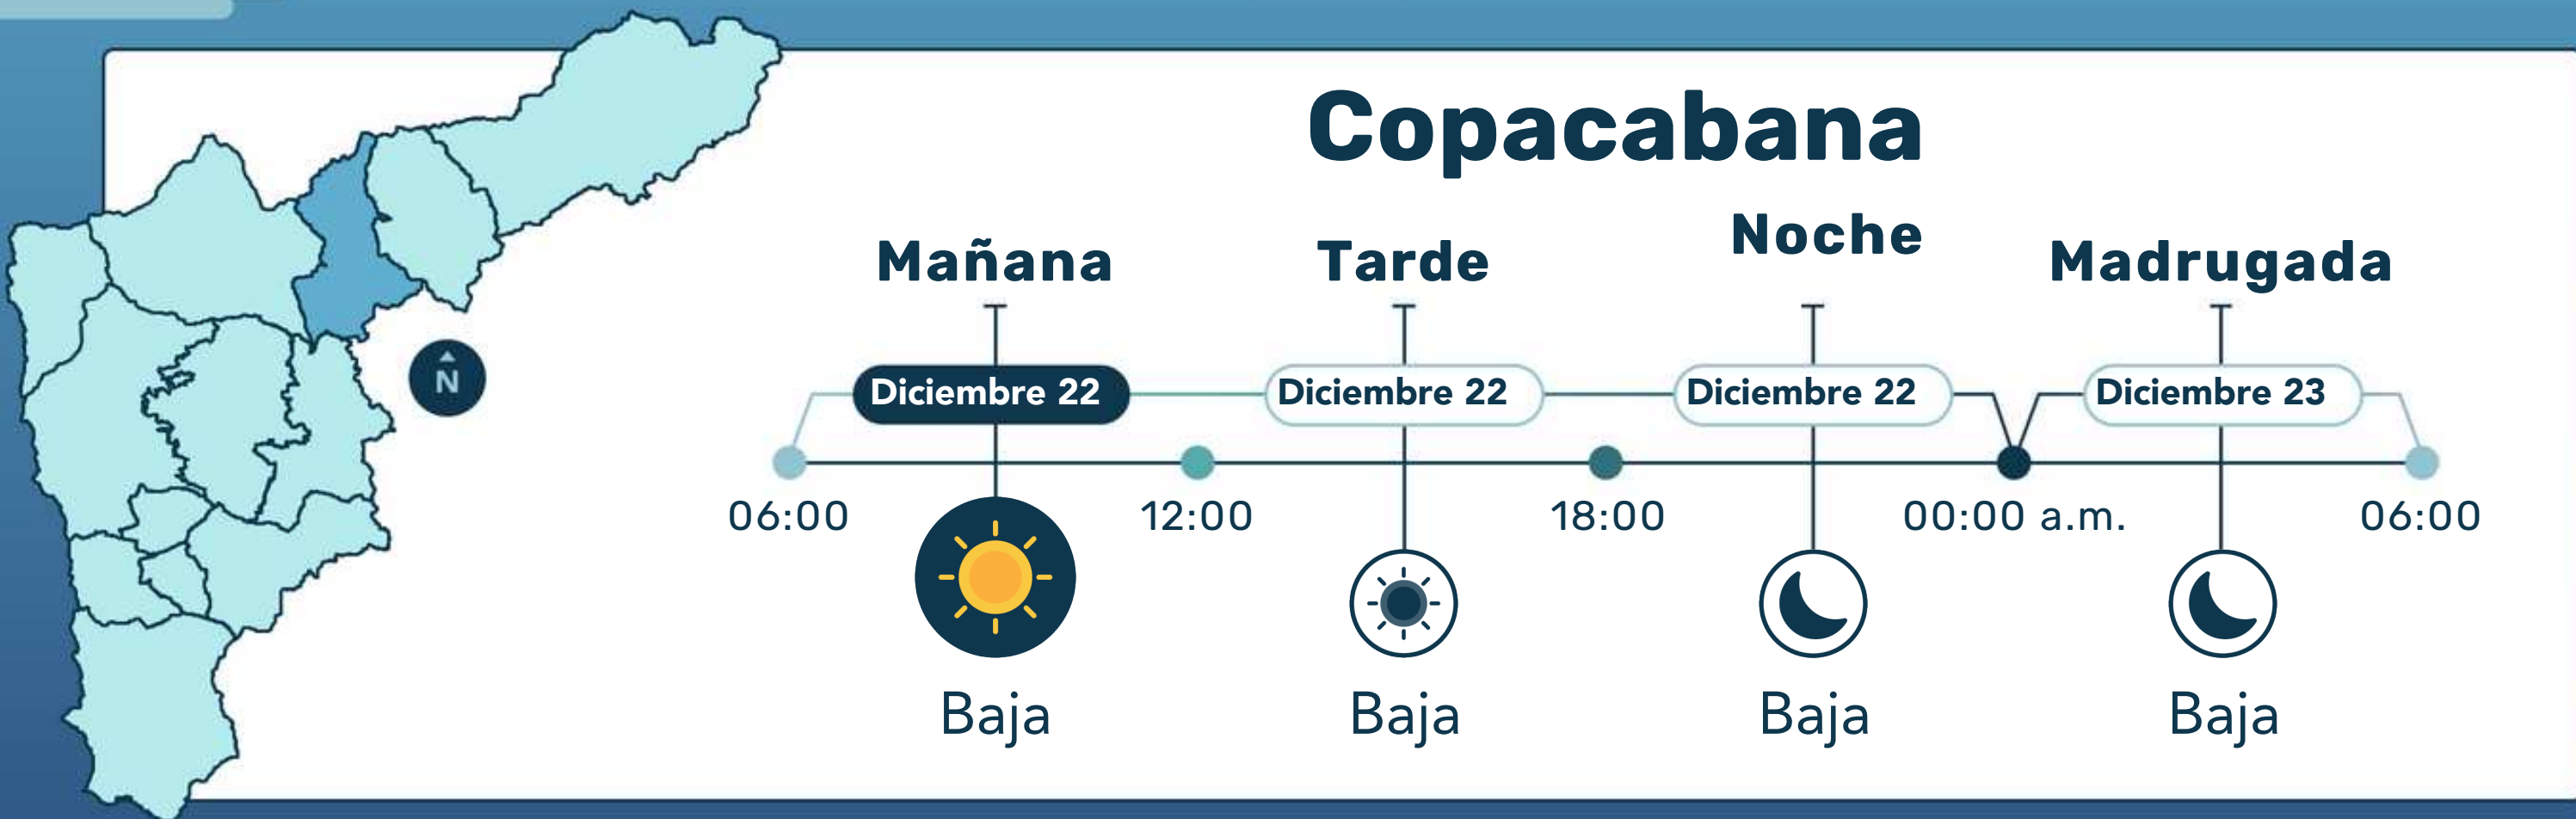 Copacabana
Mañana
Tarde
Noche
Madrugada
Diciembre 22
Diciembre 22
Diciembre 22
Diciembre 23
N
06:00
12:00
18:00
00:00 a.m.
06:00
Baja
Baja
Baja
Baja